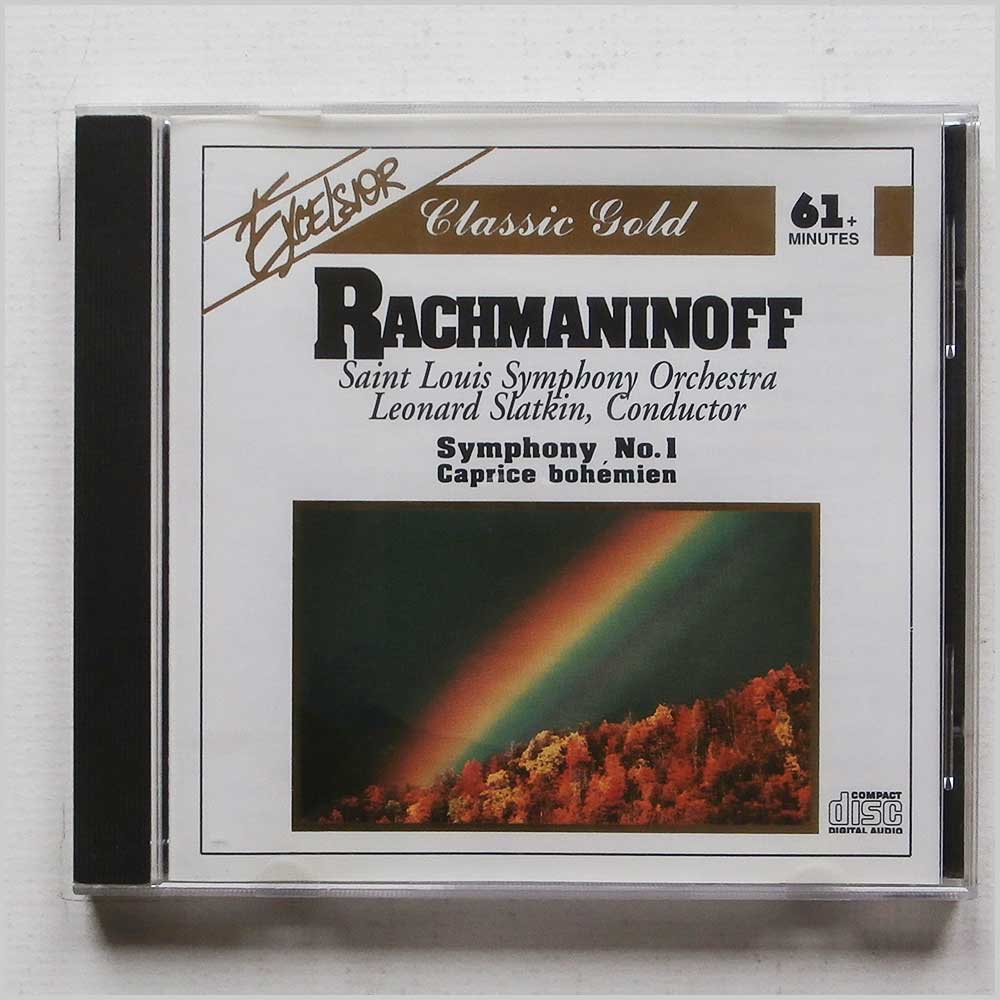 Excelsior
Classic Gold
61+
MINUTES
RACHMANINOFF
Saint Louis Symphony Orchestra
Leonard Slatkin, Conductor
Symphony No.1
Caprice bohémien
COMPACT
disc
DIGITAL AUDIO